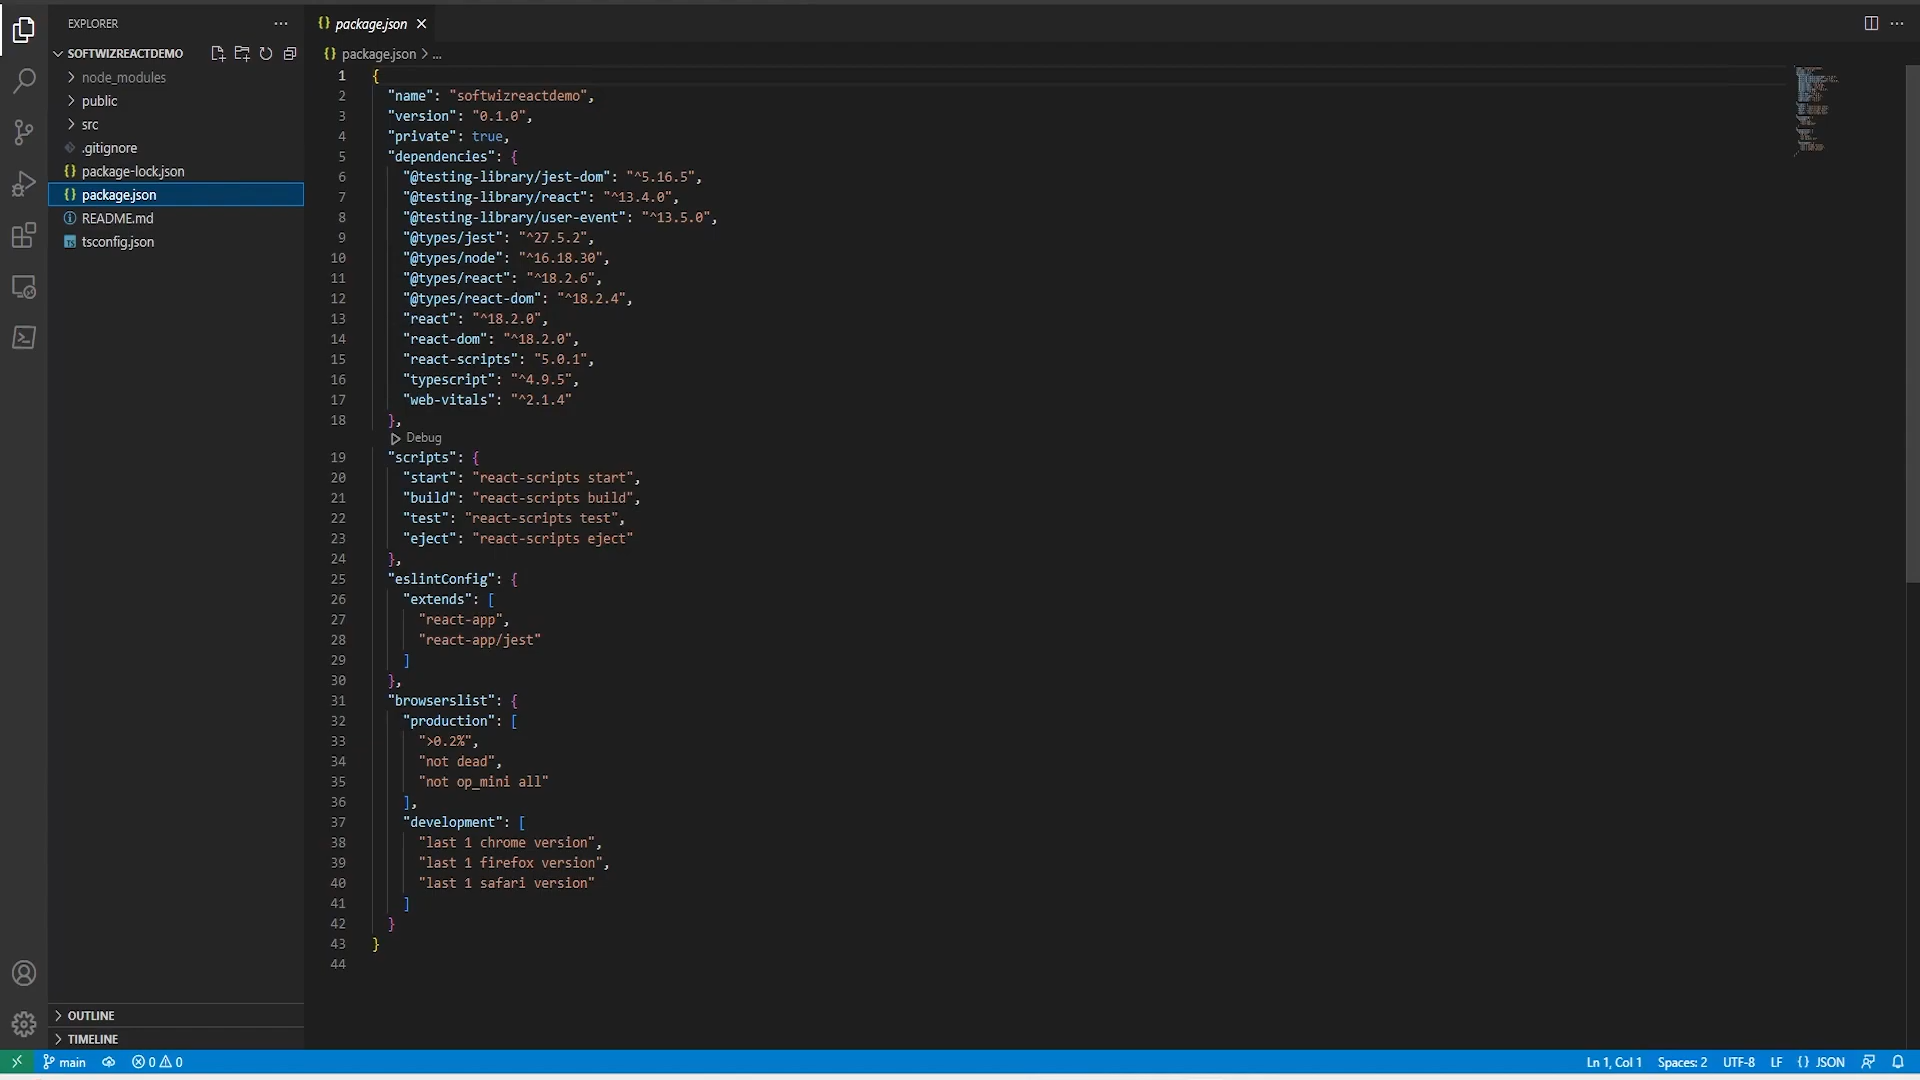 EXPLORER
SOFTWIZREACTDEMO
node_modules
public
src
.gitignore
package-lock.json
package.json
README.md
tsconfig.json
OUTLINE
TIMELINE
{} package.json
{} package.json > ...
1 {
2 "name": "softwizreactdemo",
3 "version": "0.1.0",
4 "private": true,
5 "dependencies": {
6 "@testing-library/jest-dom": "^5.16.5",
7 "@testing-library/react": "^13.4.0",
8 "@testing-library/user-event": "^13.5.0",
9 "@types/jest": "^27.5.2",
10 "@types/node": "^16.18.30",
11 "@types/react": "^18.2.6",
12 "@types/react-dom": "^18.2.4",
13 "react": "^18.2.0",
14 "react-dom": "^18.2.0",
15 "react-scripts": "5.0.1",
16 "typescript": "^4.9.5",
17 "web-vitals": "^2.1.4"
18 },
Debug
19 "scripts": {
20 "start": "react-scripts start",
21 "build": "react-scripts build",
22 "test": "react-scripts test",
23 "eject": "react-scripts eject"
24 },
25 "eslintConfig": {
26 "extends": [
27 "react-app",
28 "react-app/jest"
29 ]
30 },
31 "browserslist": {
32 "production": [
33 ">0.2%",
34 "not dead",
35 "not op_mini all"
36 ],
37 "development": [
38 "last 1 chrome version",
39 "last 1 firefox version",
40 "last 1 safari version"
41 ]
42 }
43 }
44
main 0 0 Ln 1, Col 1 Spaces: 2 UTF-8 LF {} JSON